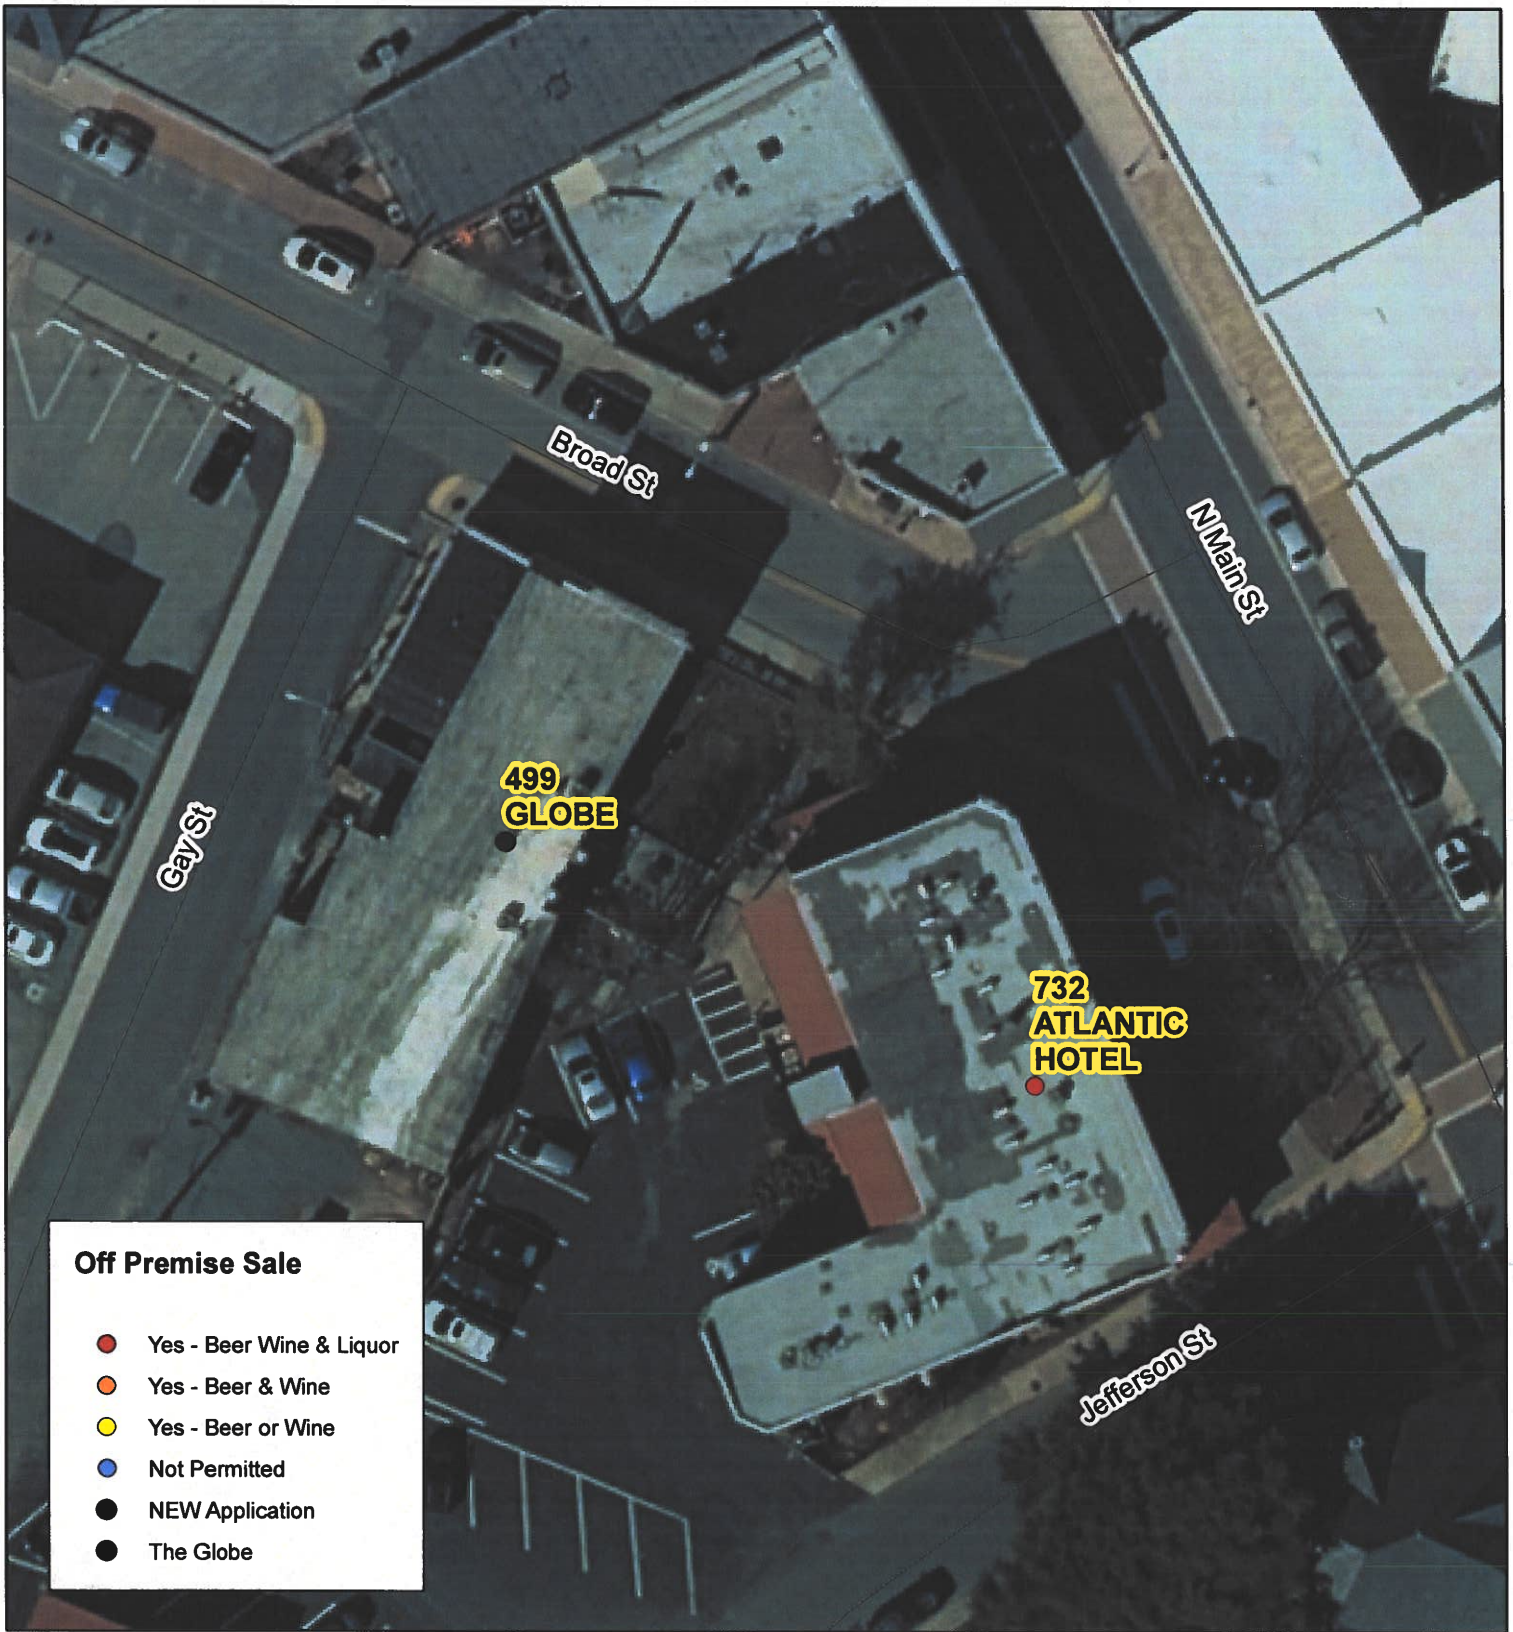 Broad St
N Main St
499
GLOBE
Gay St
732
ATLANTIC
HOTEL
Jefferson St
Off Premise Sale
Yes - Beer Wine & Liquor
Yes - Beer & Wine
Yes - Beer or Wine
Not Permitted
NEW Application
The Globe